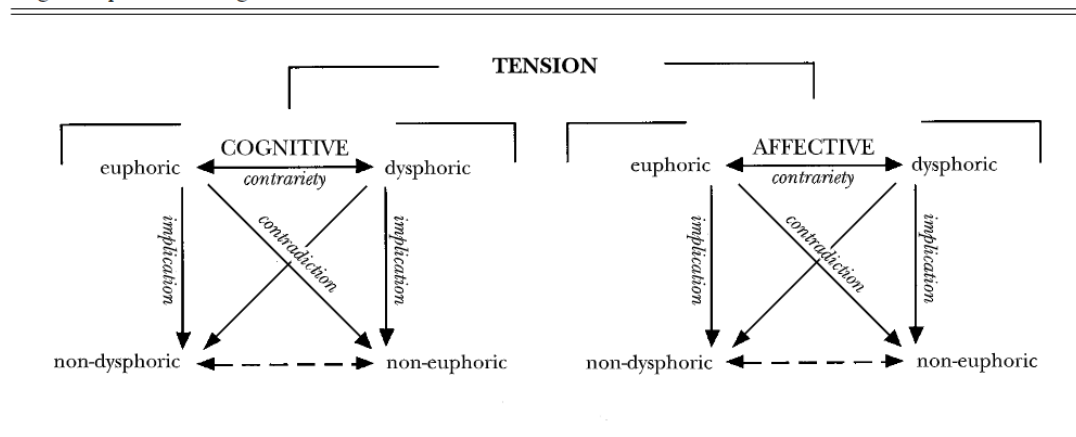 TENSION
COGNITIVE
euphoric
dysphoric
contrariety
implication
contradiction
implication
non-dysphoric
non-euphoric
AFFECTIVE
euphoric
dysphoric
contrariety
implication
contradiction
implication
non-dysphoric
non-euphoric